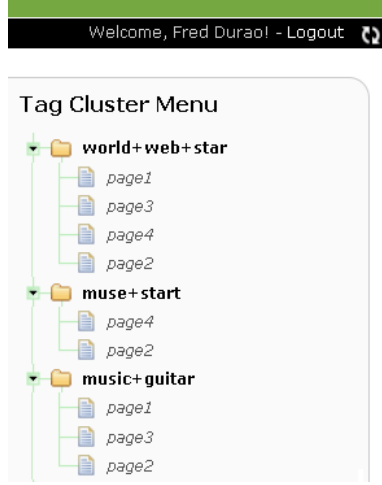 Welcome, Fred Durao! - Logout
Tag Cluster Menu
world+web+star
page1
page3
page4
page2
muse+start
page4
page2
music+guitar
page1
page3
page2